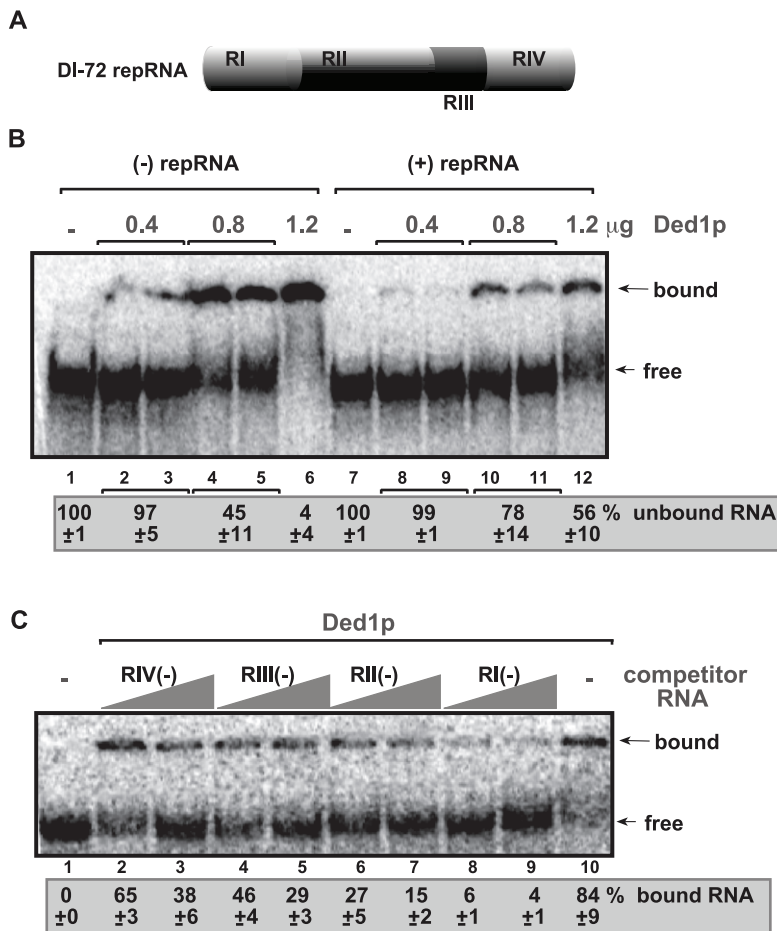 A
DI-72 repRNA
RI RII RIV
RIII
B
(-) repRNA (+) repRNA
- 0.4 0.8 1.2 - 0.4 0.8 1.2 μg Ded1p
bound
free
1 2 3 4 5 6 7 8 9 10 11 12
100 97 45 4 100 99 78 56 % unbound RNA
±1 ±5 ±11 ±4 ±1 ±1 ±14 ±10
C
Ded1p
- RIV(-) RIII(-) RII(-) RI(-) - competitor
RNA
bound
free
1 2 3 4 5 6 7 8 9 10
0 65 38 46 29 27 15 6 4 84 % bound RNA
±0 ±3 ±6 ±4 ±3 ±5 ±2 ±1 ±1 ±9